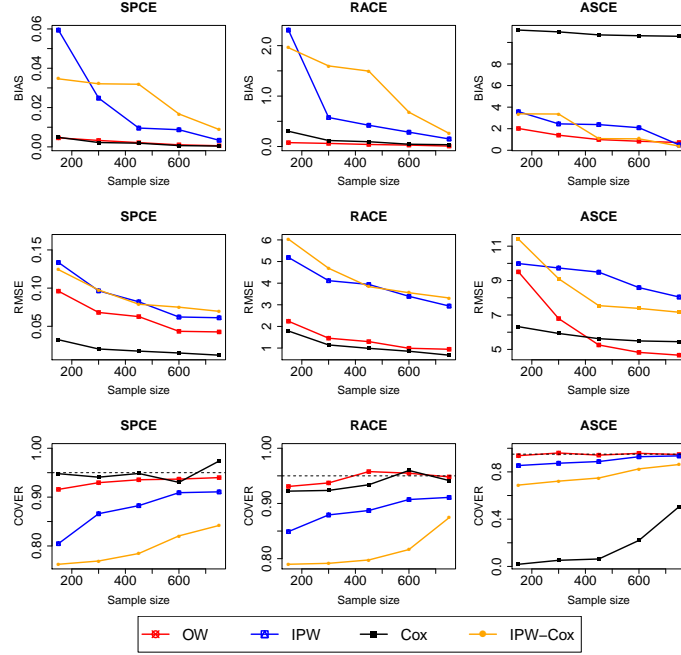 SPCE
RACE
ASCE
BIAS
0.00 0.02 0.04 0.06
200 400 600
Sample size
BIAS
0.0 1.0 2.0
200 400 600
Sample size
BIAS
0 2 4 6 8
200 400 600
Sample size
SPCE
RACE
ASCE
RMSE
0.05 0.10 0.15
200 400 600
Sample size
RMSE
1 2 3 4 5 6
200 400 600
Sample size
RMSE
5 7 9 11
200 400 600
Sample size
SPCE
RACE
ASCE
COVER
0.80 0.90 1.00
200 400 600
Sample size
COVER
0.80 0.90 1.00
200 400 600
Sample size
COVER
0.0 0.4 0.8
200 400 600
Sample size
OW IPW Cox IPW-Cox